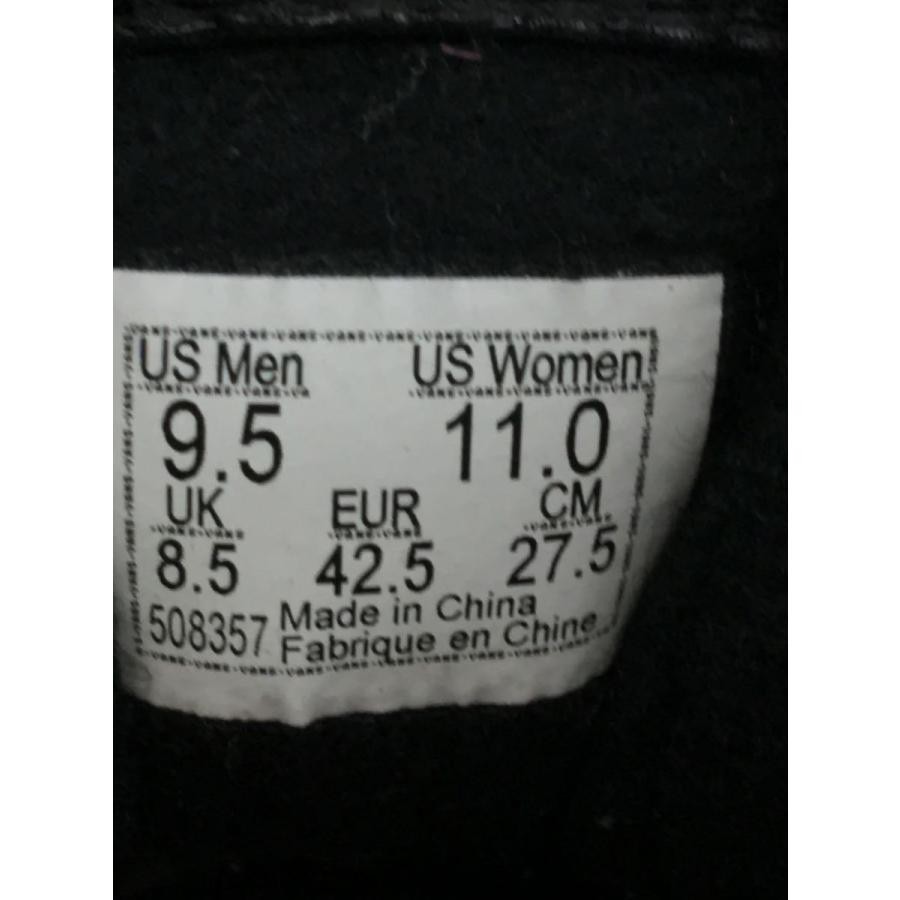 US Men US Women
9.5 11.0
UK EUR CM
8.5 42.5 27.5
508357 Made in China
Fabrique en Chine